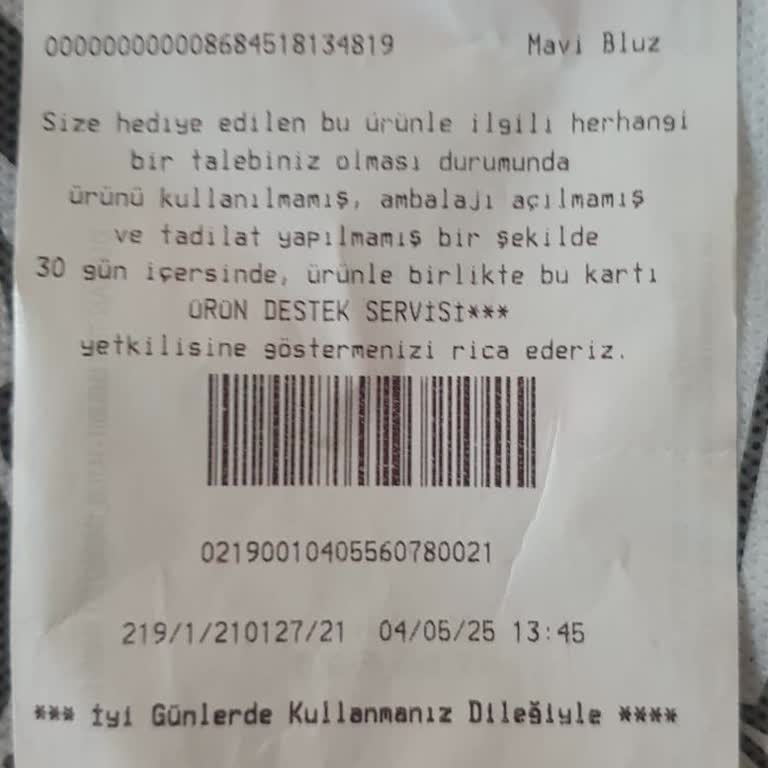 0000000000008684518134819 Mavi Bluz
Size hediye edilen bu ürünle ilgili herhangi
bir talebiniz olması durumunda
ürünü kullanılmamış, ambalajı açılmamış
ve tadilat yapılmamış bir şekilde
30 gün içersinde, ürünle birlikte bu kartı
ÜRÜN DESTEK SERVİSİ***
yetkilisine göstermenizi rica ederiz.
02190010405560780021
219/1/210127/21 04/05/25 13:45
*** İyi Günlerde Kullanmanız Dileğiyle ****